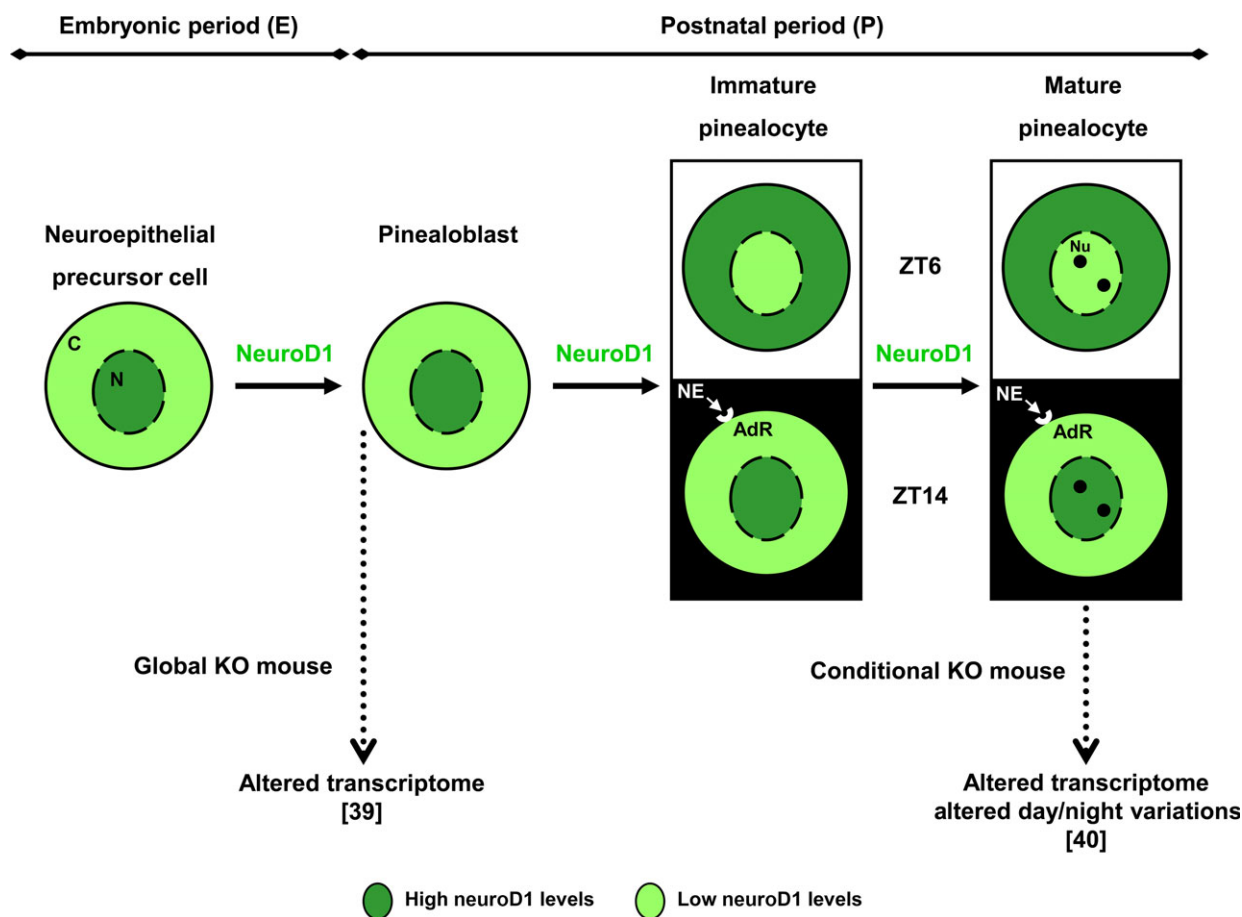 Embryonic period (E)
Postnatal period (P)
Immature
pinealocyte
Mature
pinealocyte
Neuroepithelial
precursor cell
Pinealoblast
C
N
NeuroD1
NeuroD1
ZT6
Nu
NeuroD1
NE
AdR
NE
AdR
ZT14
Global KO mouse
Conditional KO mouse
Altered transcriptome
[39]
Altered transcriptome
altered day/night variations
[40]
High neuroD1 levels
Low neuroD1 levels